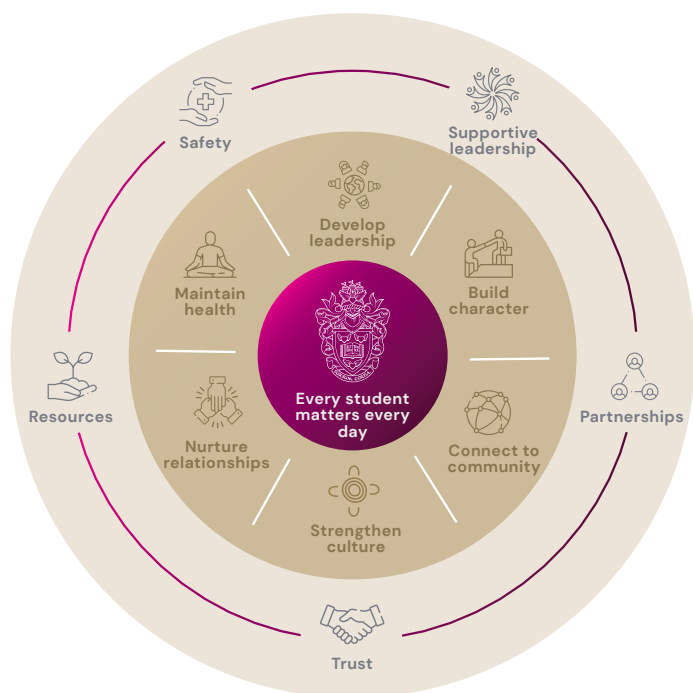 Safety
Supportive
leadership
Develop
leadership
Maintain
health
Build
character
Every student
matters every
day
Resources
Partnerships
Nurture
relationships
Connect to
community
Strengthen
culture
Trust